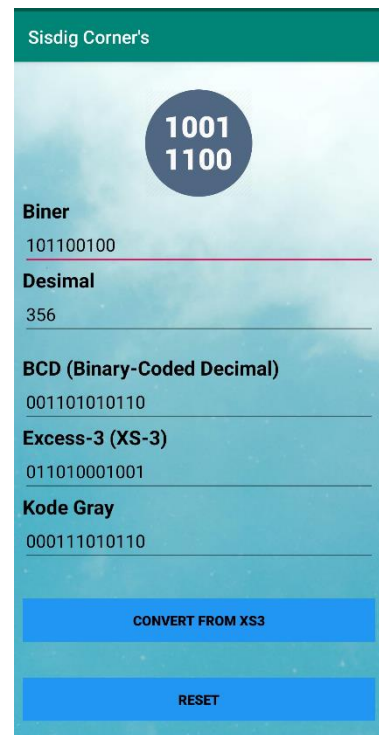 Sisdig Corner's
1001
1100
Biner
101100100
Desimal
356
BCD (Binary-Coded Decimal)
001101010110
Excess-3 (XS-3)
011010001001
Kode Gray
000111010110
CONVERT FROM XS3
RESET